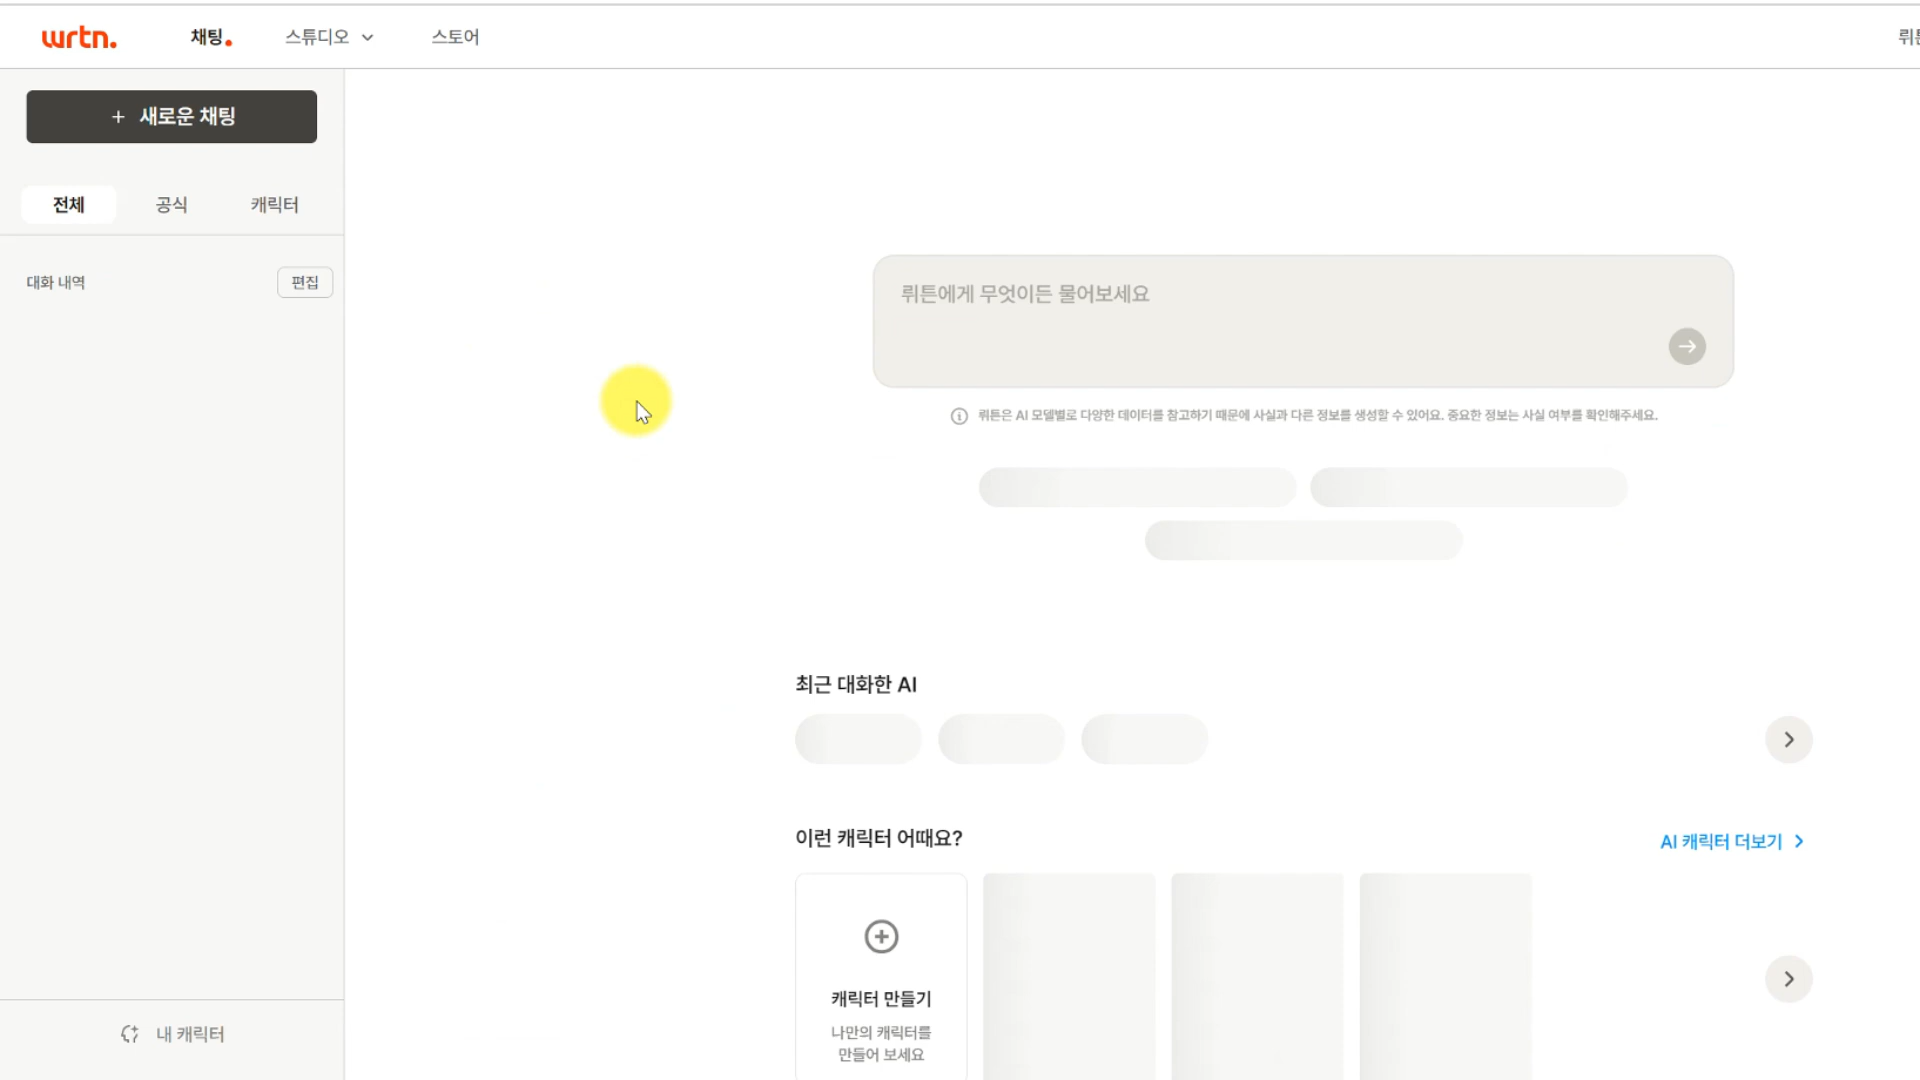 wrtn.
채팅
스튜디오
스토어
+ 새로운 채팅
전체
공식
캐릭터
대화 내역
편집
뤼튼에게 무엇이든 물어보세요
뤼튼은 AI 모델별로 다양한 데이터를 참고하기 때문에 사실과 다른 정보를 생성할 수 있어요. 중요한 정보는 사실 여부를 확인해주세요.
최근 대화한 AI
이런 캐릭터 어때요?
AI 캐릭터 더보기
캐릭터 만들기
나만의 캐릭터를
만들어 보세요
내 캐릭터